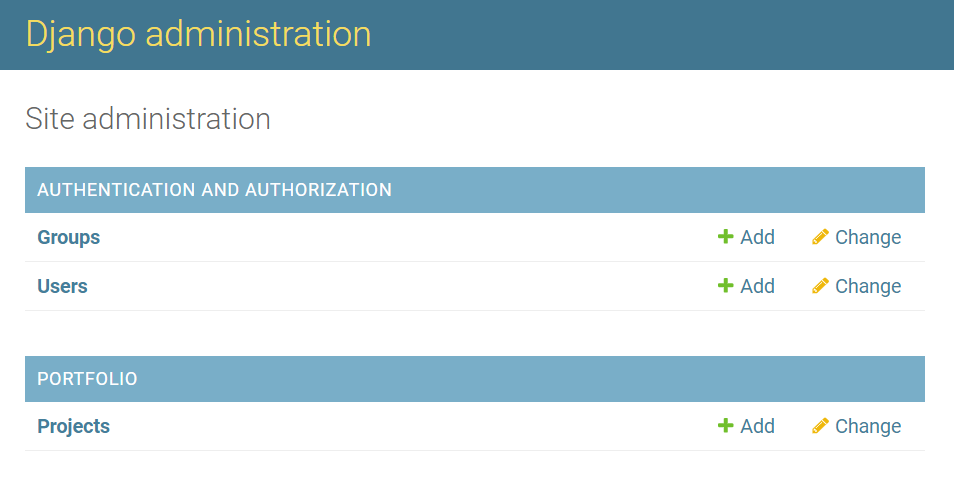 Django administration
Site administration
AUTHENTICATION AND AUTHORIZATION
Groups Add Change
Users Add Change
PORTFOLIO
Projects Add Change